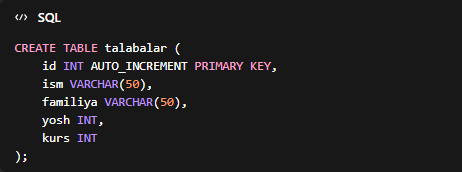 </> SQL
CREATE TABLE talabalar (
    id INT AUTO_INCREMENT PRIMARY KEY,
    ism VARCHAR(50),
    familiya VARCHAR(50),
    yosh INT,
    kurs INT
);